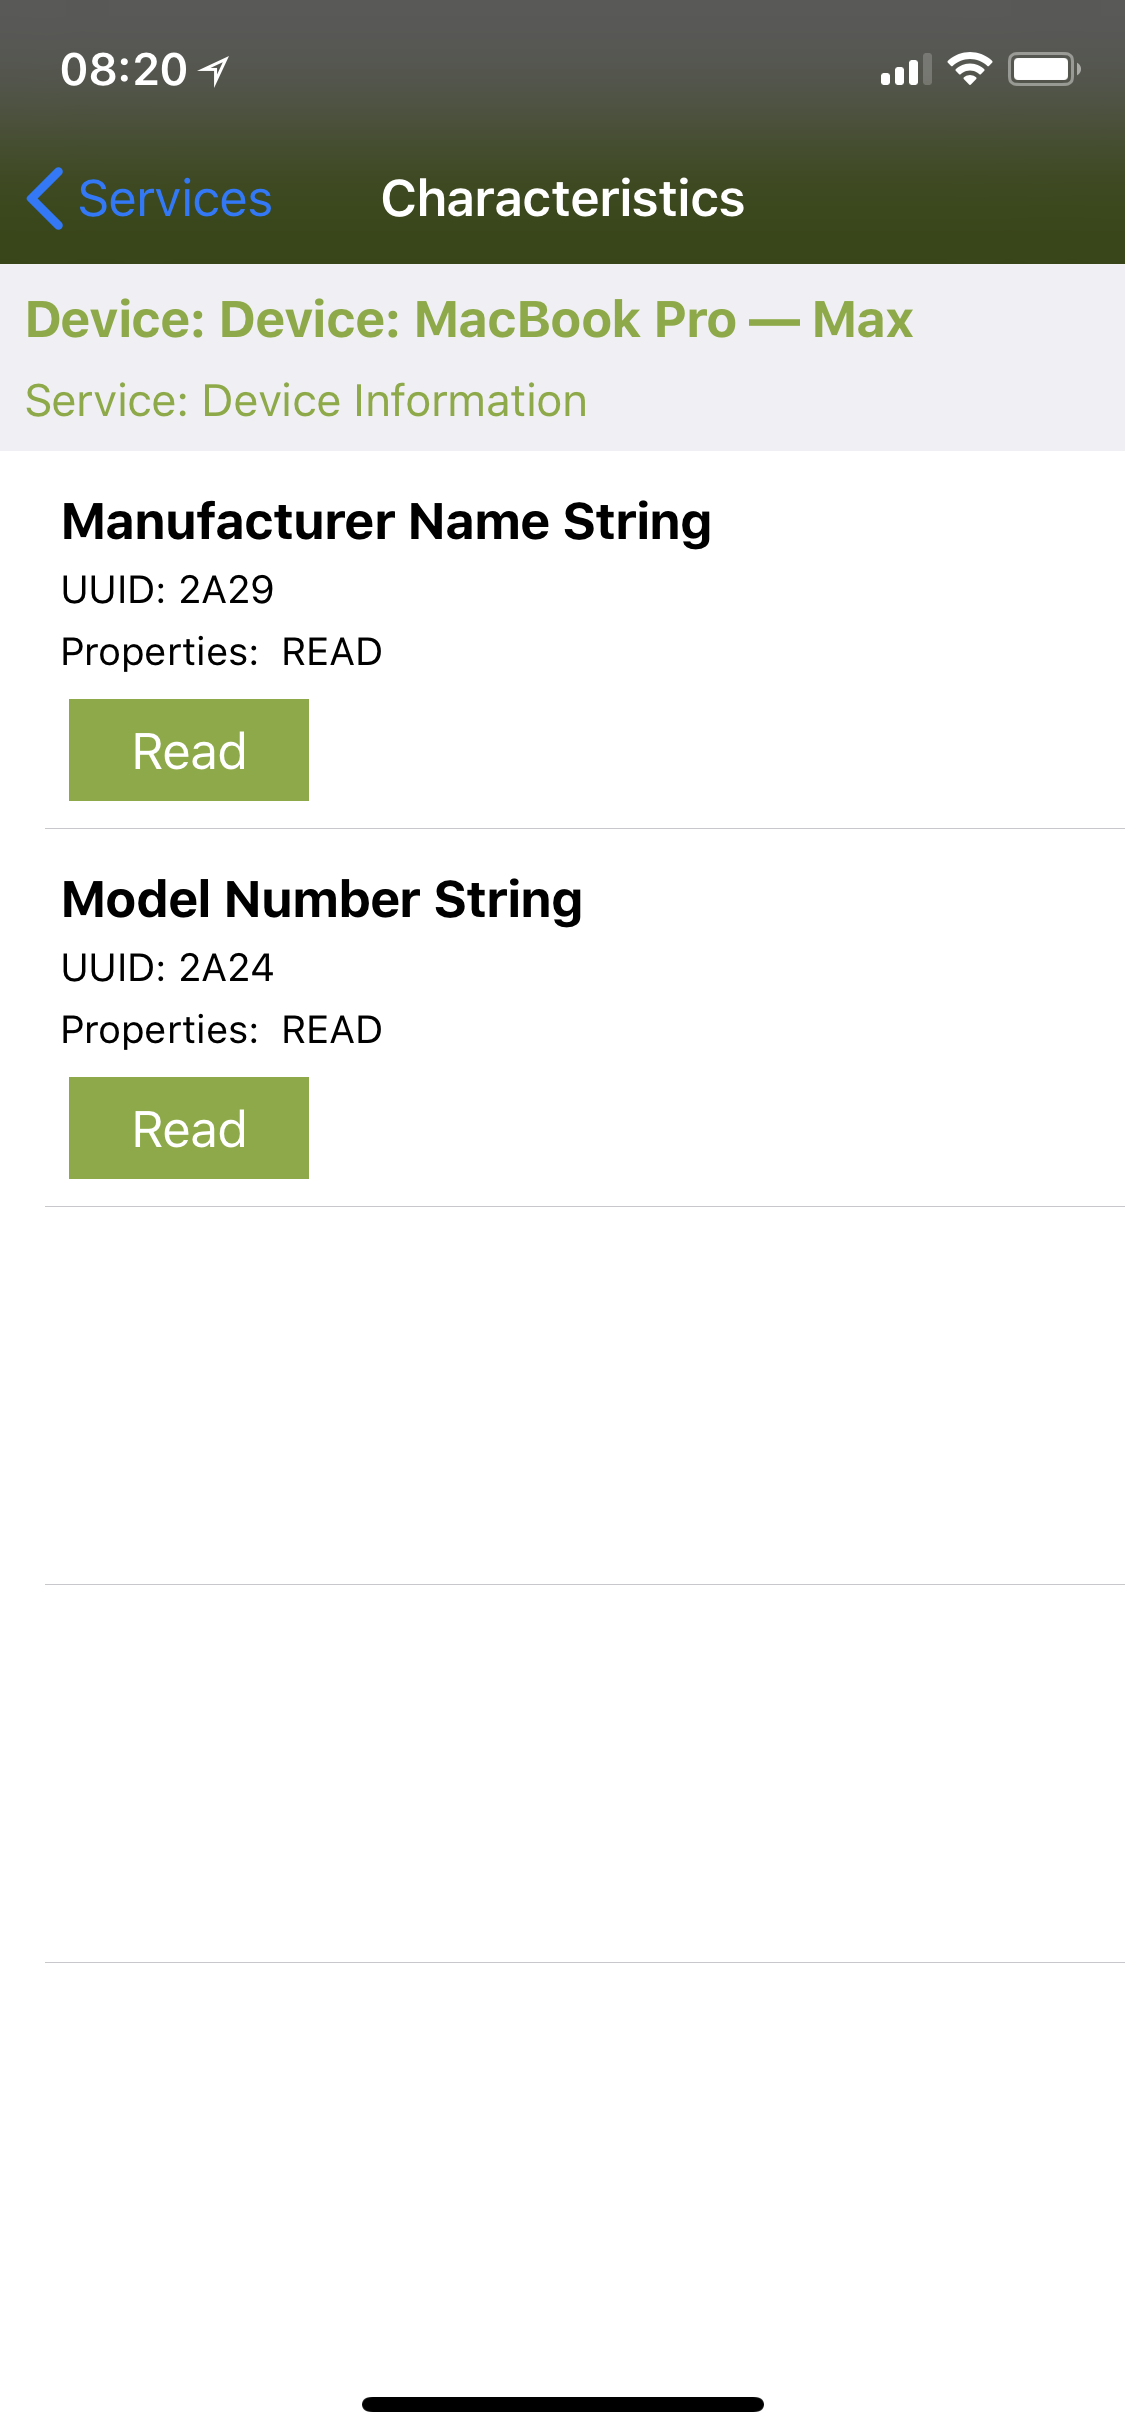 08:20
Services
Characteristics
Device: Device: MacBook Pro — Max
Service: Device Information
Manufacturer Name String
UUID: 2A29
Properties:  READ
Read
Model Number String
UUID: 2A24
Properties:  READ
Read